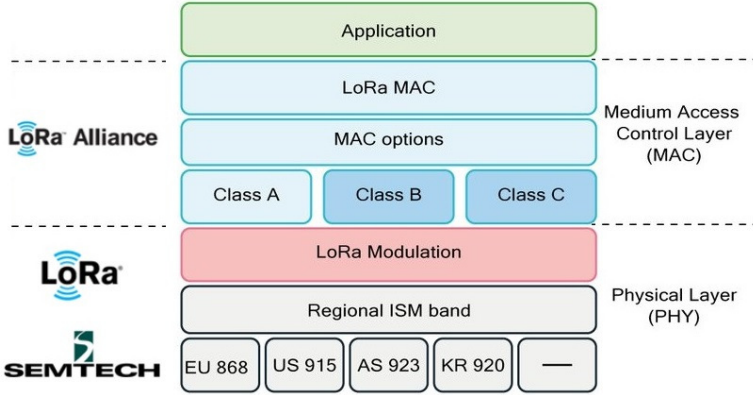 Application
LoRa MAC
LoRa™ Alliance
MAC options
Medium Access
Control Layer
(MAC)
Class A
Class B
Class C
LoRa Modulation
LoRa®
Regional ISM band
Physical Layer
(PHY)
SEMTECH
EU 868
US 915
AS 923
KR 920
—